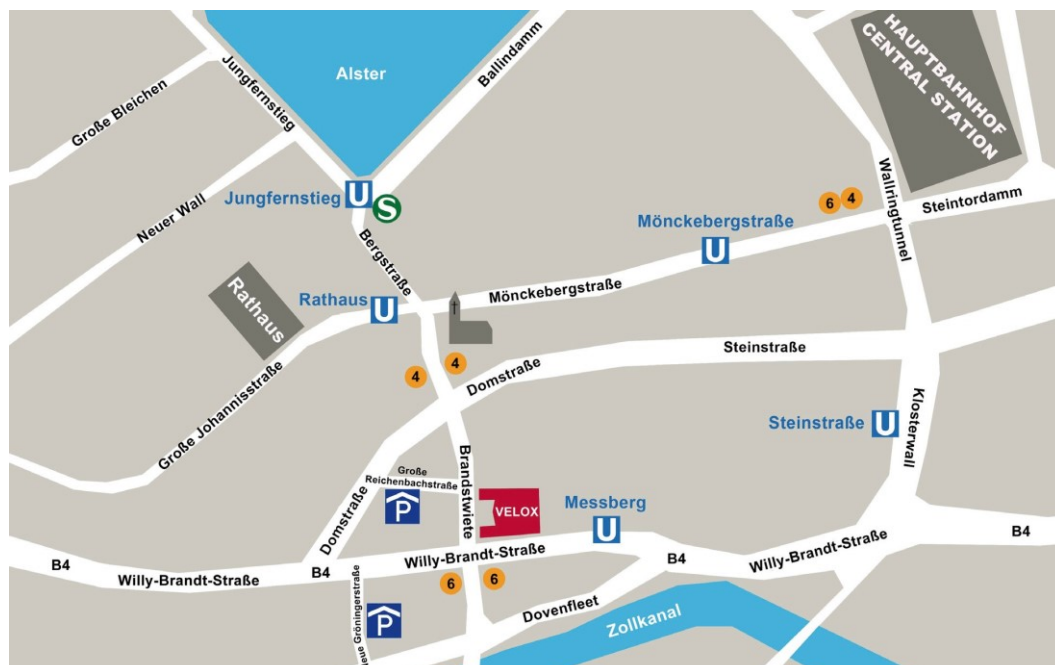 Alster
Ballindamm
Jungfernstieg
Große Bleichen
HAUPTBAHNHOF
CENTRAL STATION
Neuer Wall
Jungfernstieg
U
S
Bergstraße
Wallringtunnel
6
4
Steintordamm
Mönckebergstraße
U
Mönckebergstraße
Rathaus
U
Rathaus
4
4
Domstraße
Steinstraße
Große Johannisstraße
Steinstraße
U
Klosterwall
Brandstwiete
Große
Reichenbachstraße
P
VELOX
Messberg
U
Domstraße
Willy-Brandt-Straße
B4
Willy-Brandt-Straße
B4
B4
Willy-Brandt-Straße
B4
6
6
Dovenfleet
Zollkanal
P
Gröningerstraße